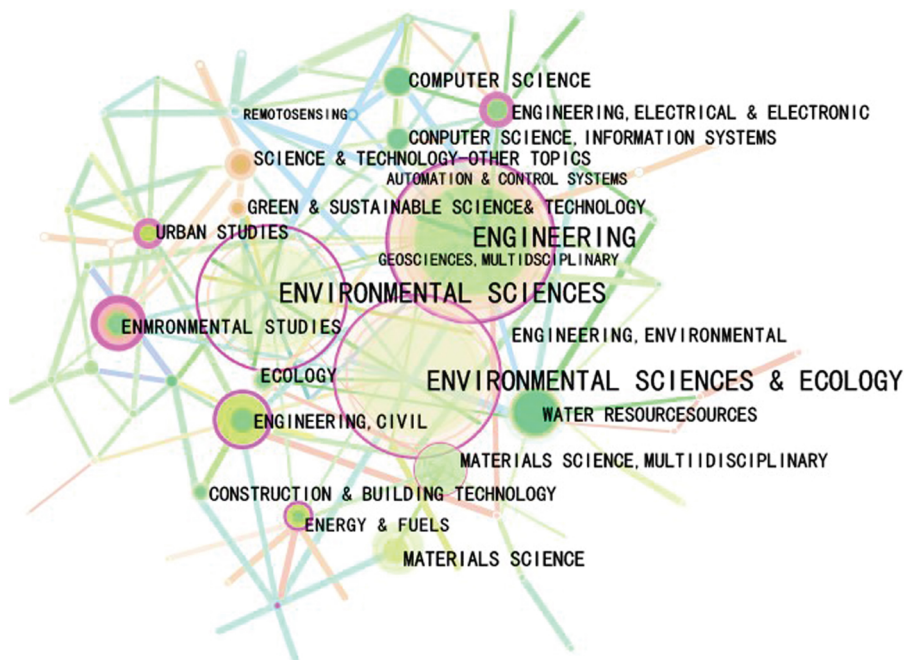 COMPUTER SCIENCE
ENGINEERING, ELECTRICAL & ELECTRONIC
REMOTOSENSING
CONPUTER SCIENCE, INFORMATION SYSTEMS
SCIENCE & TECHNOLOGY-OTHER TOPICS
AUTOMATION & CONTROL SYSTEMS
GREEN & SUSTAINABLE SCIENCE& TECHNOLOGY
URBAN STUDIES
ENGINEERING
GEOSCIENCES, MULTIDSCIPLINARY
ENVIRONMENTAL SCIENCES
ENMRONMENTAL STUDIES
ENGINEERING, ENVIRONMENTAL
ECOLOGY
ENVIRONMENTAL SCIENCES & ECOLOGY
WATER RESOURCESOURCES
ENGINEERING, CIVIL
MATERIALS SCIENCE, MULTIIDISCIPLINARY
CONSTRUCTION & BUILDING TECHNOLOGY
ENERGY & FUELS
MATERIALS SCIENCE